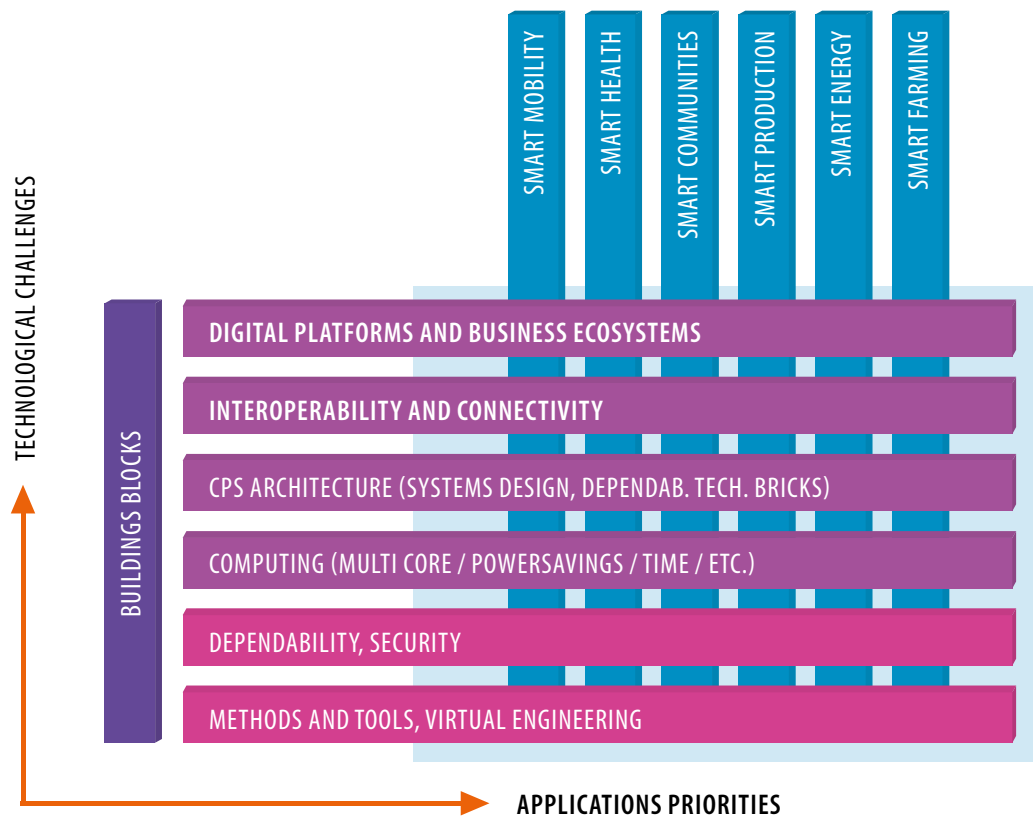 SMART MOBILITY
SMART HEALTH
SMART COMMUNITIES
SMART PRODUCTION
SMART ENERGY
SMART FARMING
TECHNOLOGICAL CHALLENGES
BUILDINGS BLOCKS
DIGITAL PLATFORMS AND BUSINESS ECOSYSTEMS
INTEROPERABILITY AND CONNECTIVITY
CPS ARCHITECTURE (SYSTEMS DESIGN, DEPENDAB. TECH. BRICKS)
COMPUTING (MULTI CORE / POWERSAVINGS / TIME / ETC.)
DEPENDABILITY, SECURITY
METHODS AND TOOLS, VIRTUAL ENGINEERING
APPLICATIONS PRIORITIES